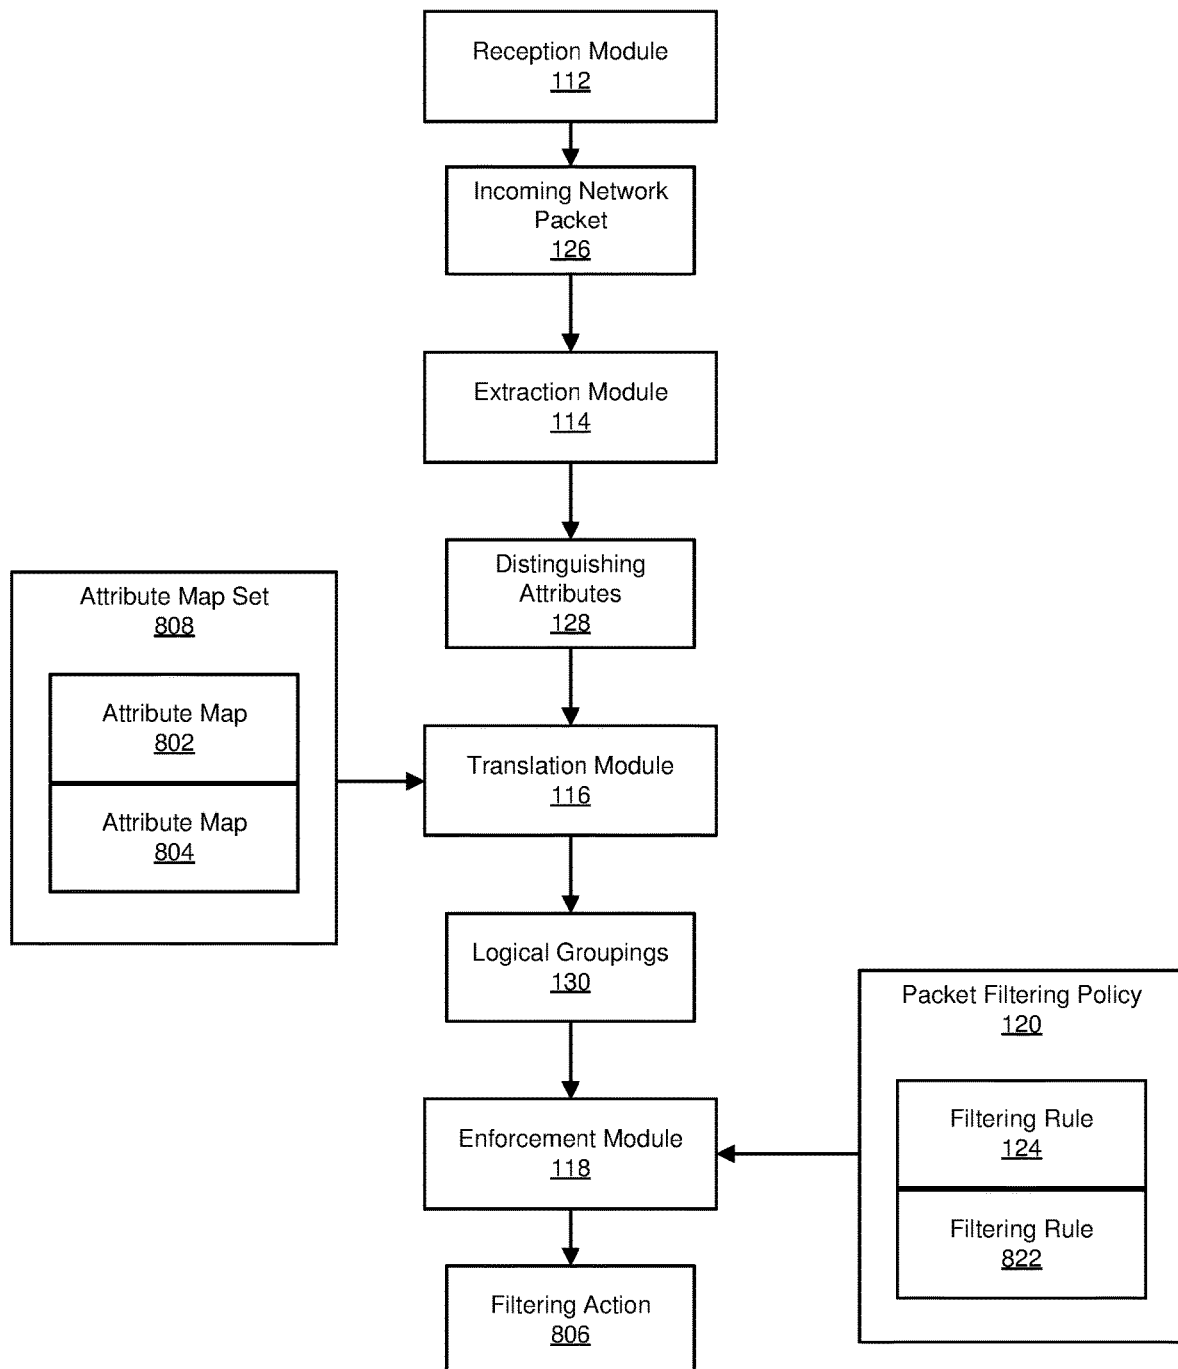 Reception Module
112
Incoming Network
Packet
126
Extraction Module
114
Distinguishing
Attributes
128
Attribute Map Set
808
Attribute Map
802
Attribute Map
804
Translation Module
116
Logical Groupings
130
Packet Filtering Policy
120
Filtering Rule
124
Filtering Rule
822
Enforcement Module
118
Filtering Action
806